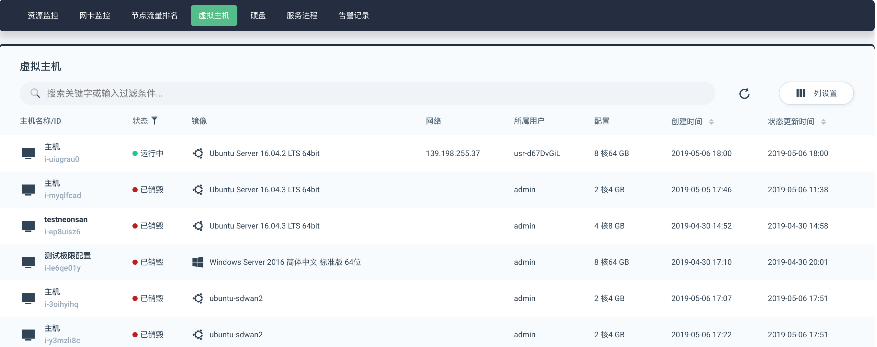 资源监控 网卡监控 节点流量排名 虚拟主机 硬盘 服务进程 告警记录
虚拟主机
搜索关键字或输入过滤条件... 列设置
主机名称/ID 状态 镜像 网络 所属用户 配置 创建时间 状态更新时间
主机
i-uiugrau0 运行中 Ubuntu Server 16.04.2 LTS 64bit 139.198.255.37 usr-d67DvGiL 8 核64 GB 2019-05-06 18:00 2019-05-06 18:00
主机
i-myqlfcad 已销毁 Ubuntu Server 16.04.3 LTS 64bit admin 2 核4 GB 2019-05-05 17:46 2019-05-06 11:38
testneonsan
i-ep8uisz6 已销毁 Ubuntu Server 16.04.3 LTS 64bit admin 4 核8 GB 2019-04-30 14:52 2019-04-30 14:58
测试极限配置
i-le6qe01y 已销毁 Windows Server 2016 简体中文 标准版 64位 admin 8 核64 GB 2019-04-30 17:10 2019-04-30 20:01
主机
i-3oihyihq 已销毁 ubuntu-sdwan2 admin 2 核4 GB 2019-05-06 17:07 2019-05-06 17:51
主机
i-y3mzli8c 已销毁 ubuntu-sdwan2 admin 2 核4 GB 2019-05-06 17:22 2019-05-06 17:51